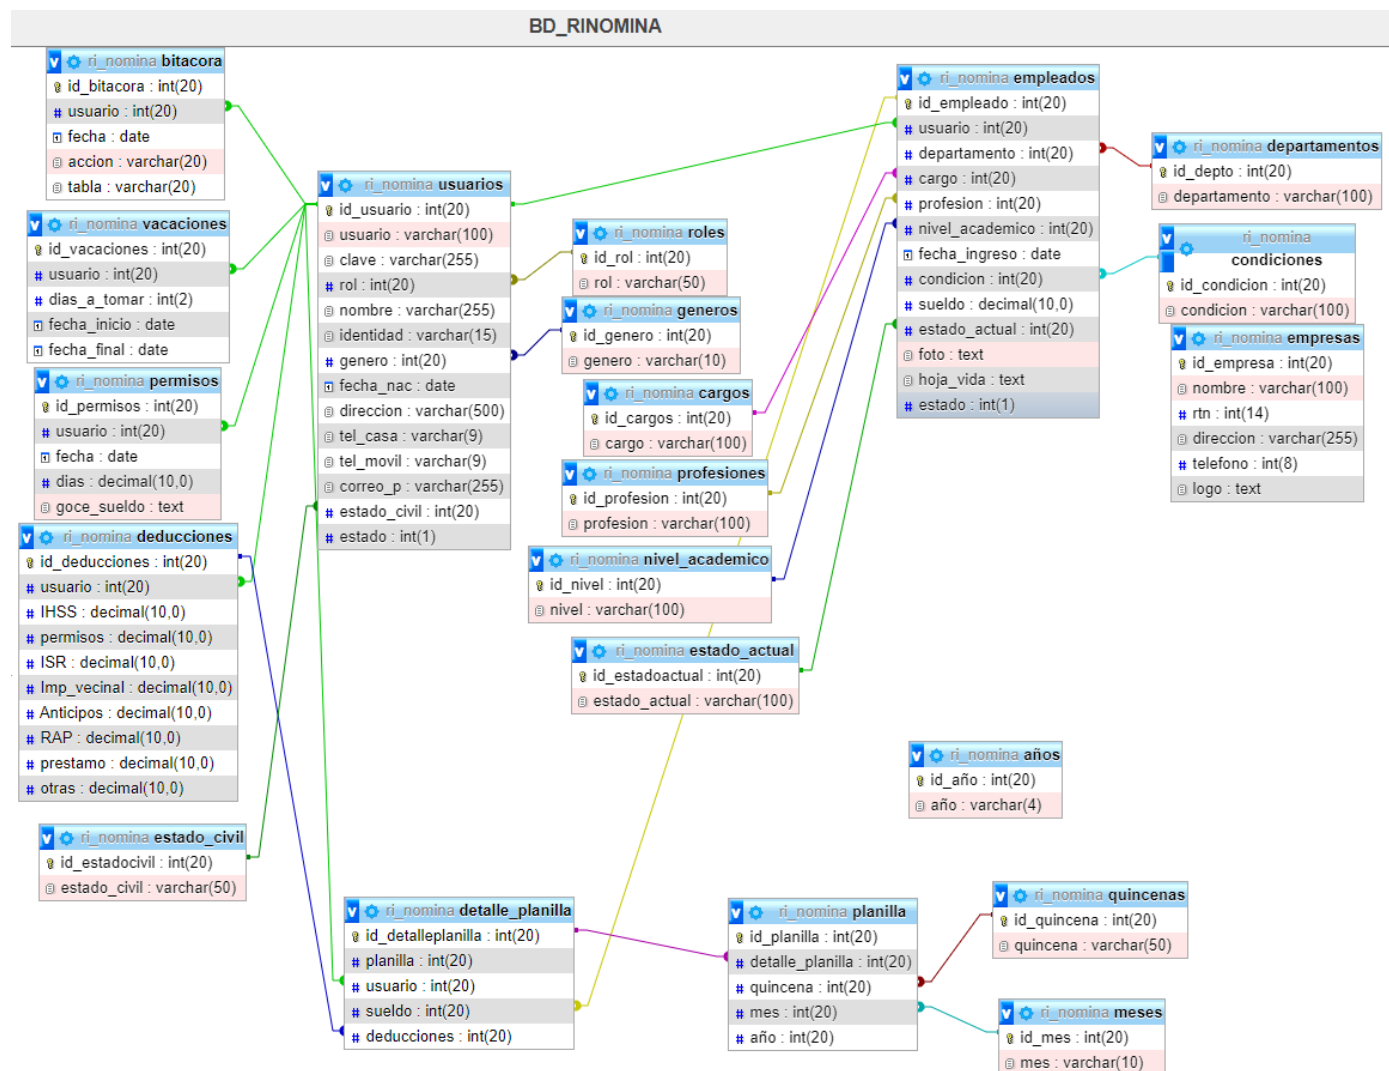 BD_RINOMINA
ri_nomina bitacora
id_bitacora : int(20)
usuario : int(20)
fecha : date
accion : varchar(20)
tabla : varchar(20)
ri_nomina vacaciones
id_vacaciones : int(20)
usuario : int(20)
dias_a_tomar : int(2)
fecha_inicio : date
fecha_final : date
ri_nomina permisos
id_permisos : int(20)
usuario : int(20)
fecha : date
dias : decimal(10,0)
goce_sueldo : text
ri_nomina deducciones
id_deducciones : int(20)
usuario : int(20)
IHSS : decimal(10,0)
permisos : decimal(10,0)
ISR : decimal(10,0)
Imp_vecinal : decimal(10,0)
Anticipos : decimal(10,0)
RAP : decimal(10,0)
prestamo : decimal(10,0)
otras : decimal(10,0)
ri_nomina estado_civil
id_estadocivil : int(20)
estado_civil : varchar(50)
ri_nomina usuarios
id_usuario : int(20)
usuario : varchar(100)
clave : varchar(255)
rol : int(20)
nombre : varchar(255)
identidad : varchar(15)
genero : int(20)
fecha_nac : date
direccion : varchar(500)
tel_casa : varchar(9)
tel_movil : varchar(9)
correo_p : varchar(255)
estado_civil : int(20)
estado : int(1)
ri_nomina roles
id_rol : int(20)
rol : varchar(50)
ri_nomina generos
id_genero : int(20)
genero : varchar(10)
ri_nomina cargos
id_cargos : int(20)
cargo : varchar(100)
ri_nomina profesiones
id_profesion : int(20)
profesion : varchar(100)
ri_nomina nivel_academico
id_nivel : int(20)
nivel : varchar(100)
ri_nomina estado_actual
id_estadoactual : int(20)
estado_actual : varchar(100)
ri_nomina empleados
id_empleado : int(20)
usuario : int(20)
departamento : int(20)
cargo : int(20)
profesion : int(20)
nivel_academico : int(20)
fecha_ingreso : date
condicion : int(20)
sueldo : decimal(10,0)
estado_actual : int(20)
foto : text
hoja_vida : text
estado : int(1)
ri_nomina departamentos
id_depto : int(20)
departamento : varchar(100)
ri_nomina
condiciones
id_condicion : int(20)
condicion : varchar(100)
ri_nomina empresas
id_empresa : int(20)
nombre : varchar(100)
rtn : int(14)
direccion : varchar(255)
telefono : int(8)
logo : text
ri_nomina años
id_año : int(20)
año : varchar(4)
ri_nomina detalle_planilla
id_detalleplanilla : int(20)
planilla : int(20)
usuario : int(20)
sueldo : int(20)
deducciones : int(20)
ri_nomina planilla
id_planilla : int(20)
detalle_planilla : int(20)
quincena : int(20)
mes : int(20)
año : int(20)
ri_nomina quincenas
id_quincena : int(20)
quincena : varchar(50)
ri_nomina meses
id_mes : int(20)
mes : varchar(10)